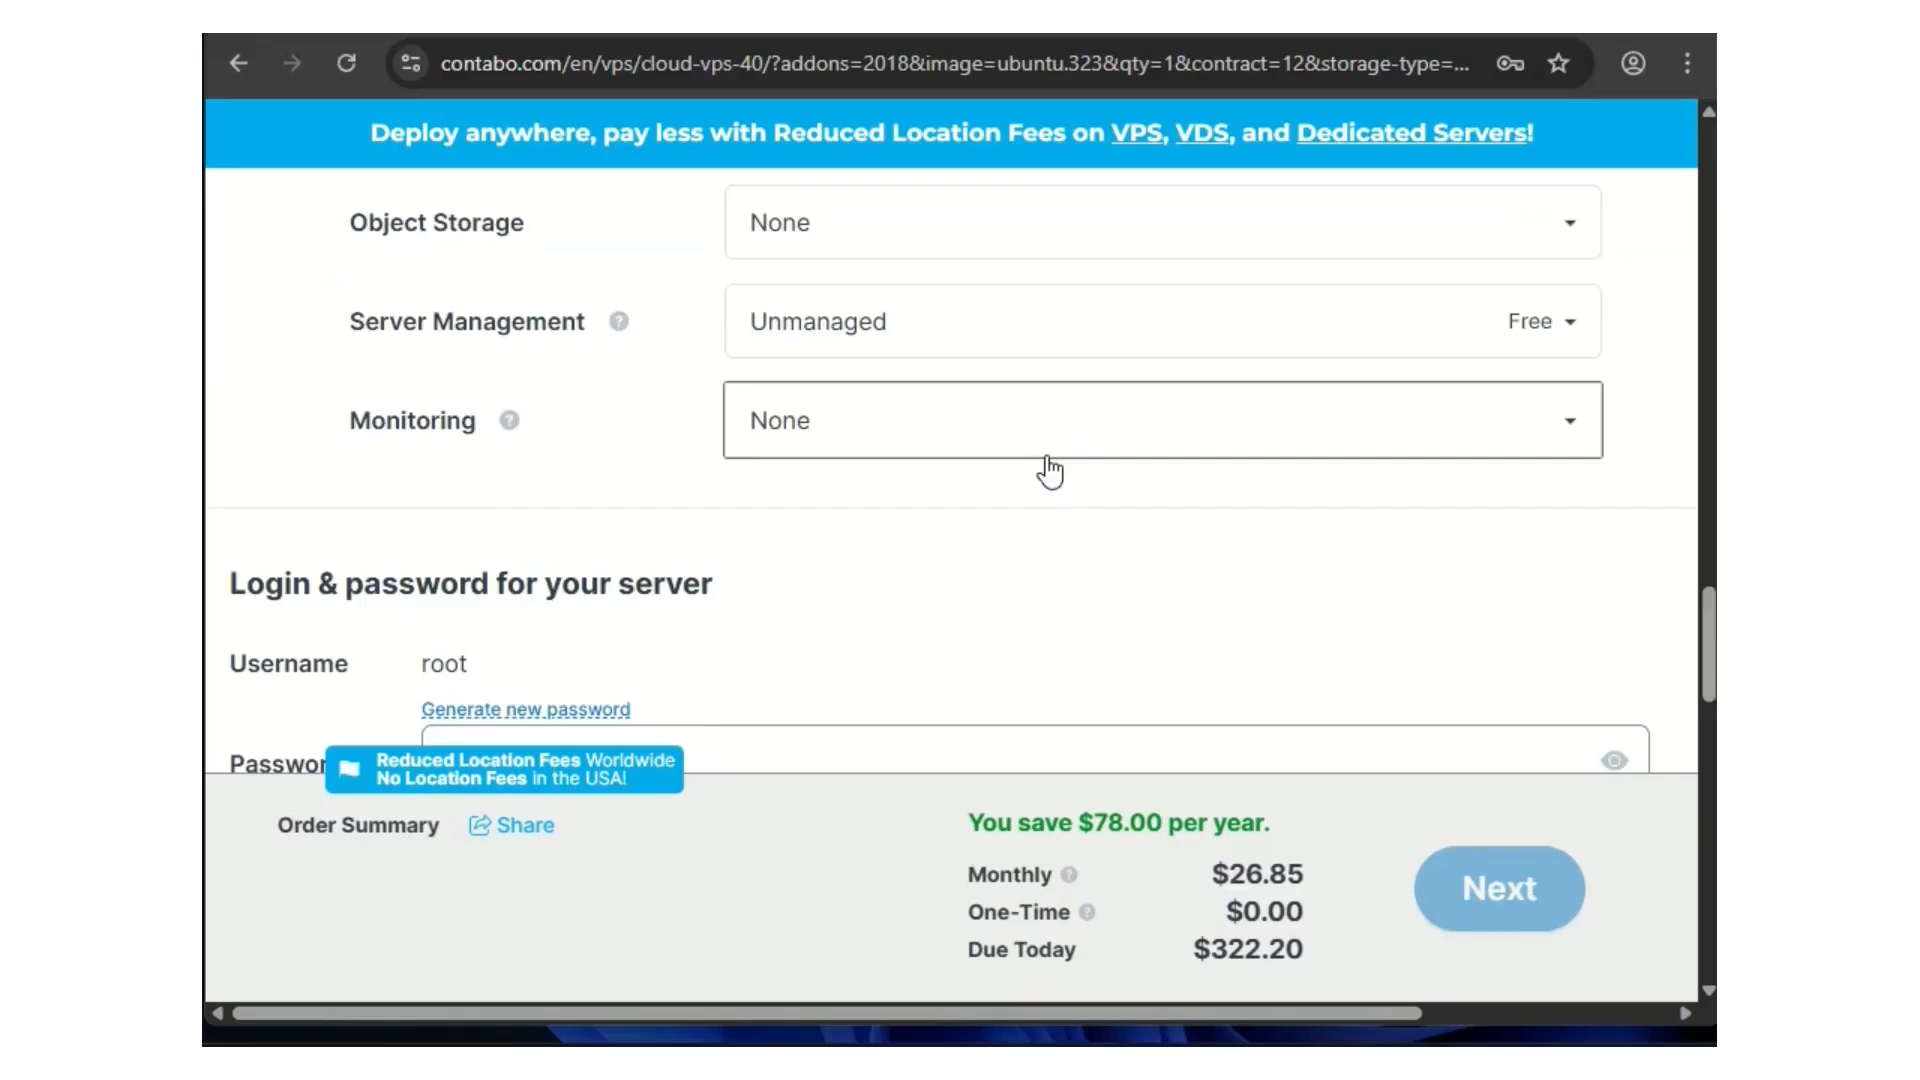 contabo.com/en/vps/cloud-vps-40/?addons=2018&image=ubuntu.323&qty=1&contract=12&storage-type=...
Deploy anywhere, pay less with Reduced Location Fees on VPS, VDS, and Dedicated Servers!
Object Storage None
Server Management ? Unmanaged Free
Monitoring ? None
Login & password for your server
Username root
Generate new password
Passwor
Reduced Location Fees Worldwide
No Location Fees in the USA!
Order Summary Share
You save $78.00 per year.
Monthly ? $26.85
One-Time ? $0.00
Due Today $322.20
Next